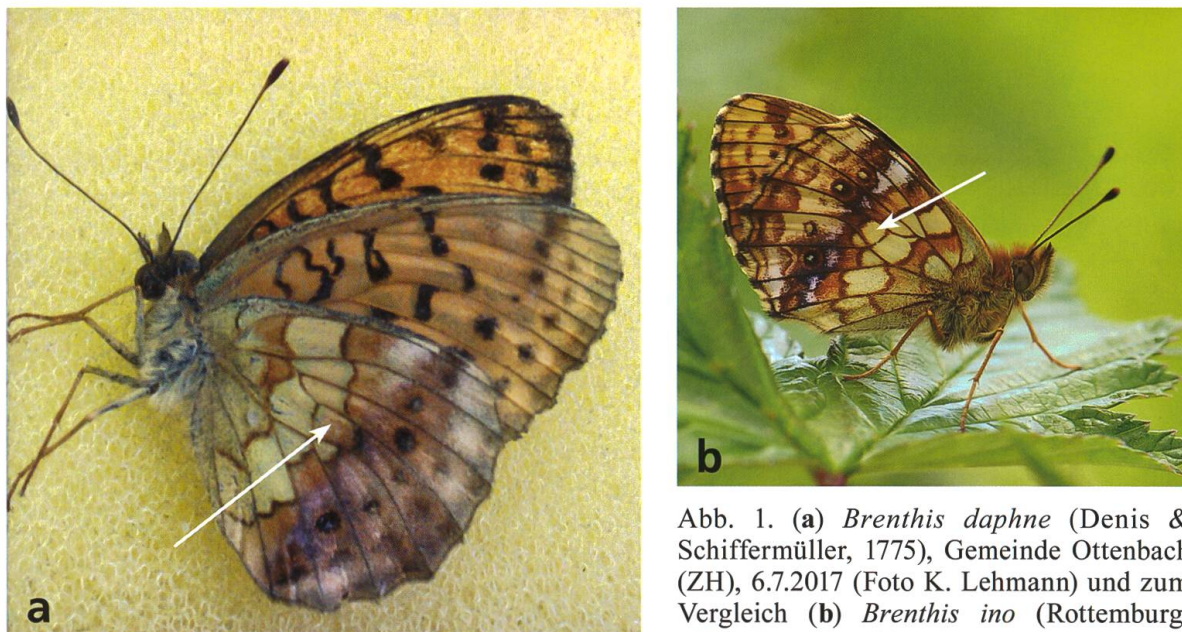 a
b
Abb. 1. (a) Brenthis daphne (Denis &
Schiffermüller, 1775), Gemeinde Ottenbach
(ZH), 6.7.2017 (Foto K. Lehmann) und zum
Vergleich (b) Brenthis ino (Rottemburg,